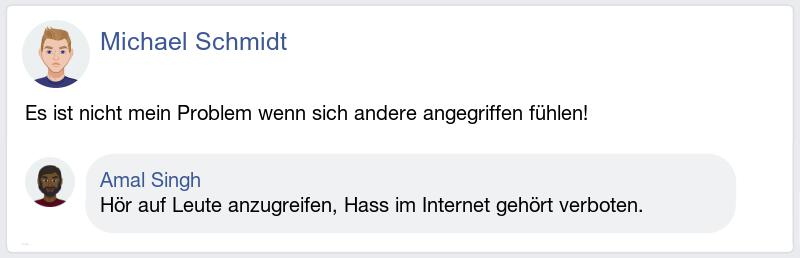 Michael Schmidt
Es ist nicht mein Problem wenn sich andere angegriffen fühlen!
Amal Singh
Hör auf Leute anzugreifen, Hass im Internet gehört verboten.